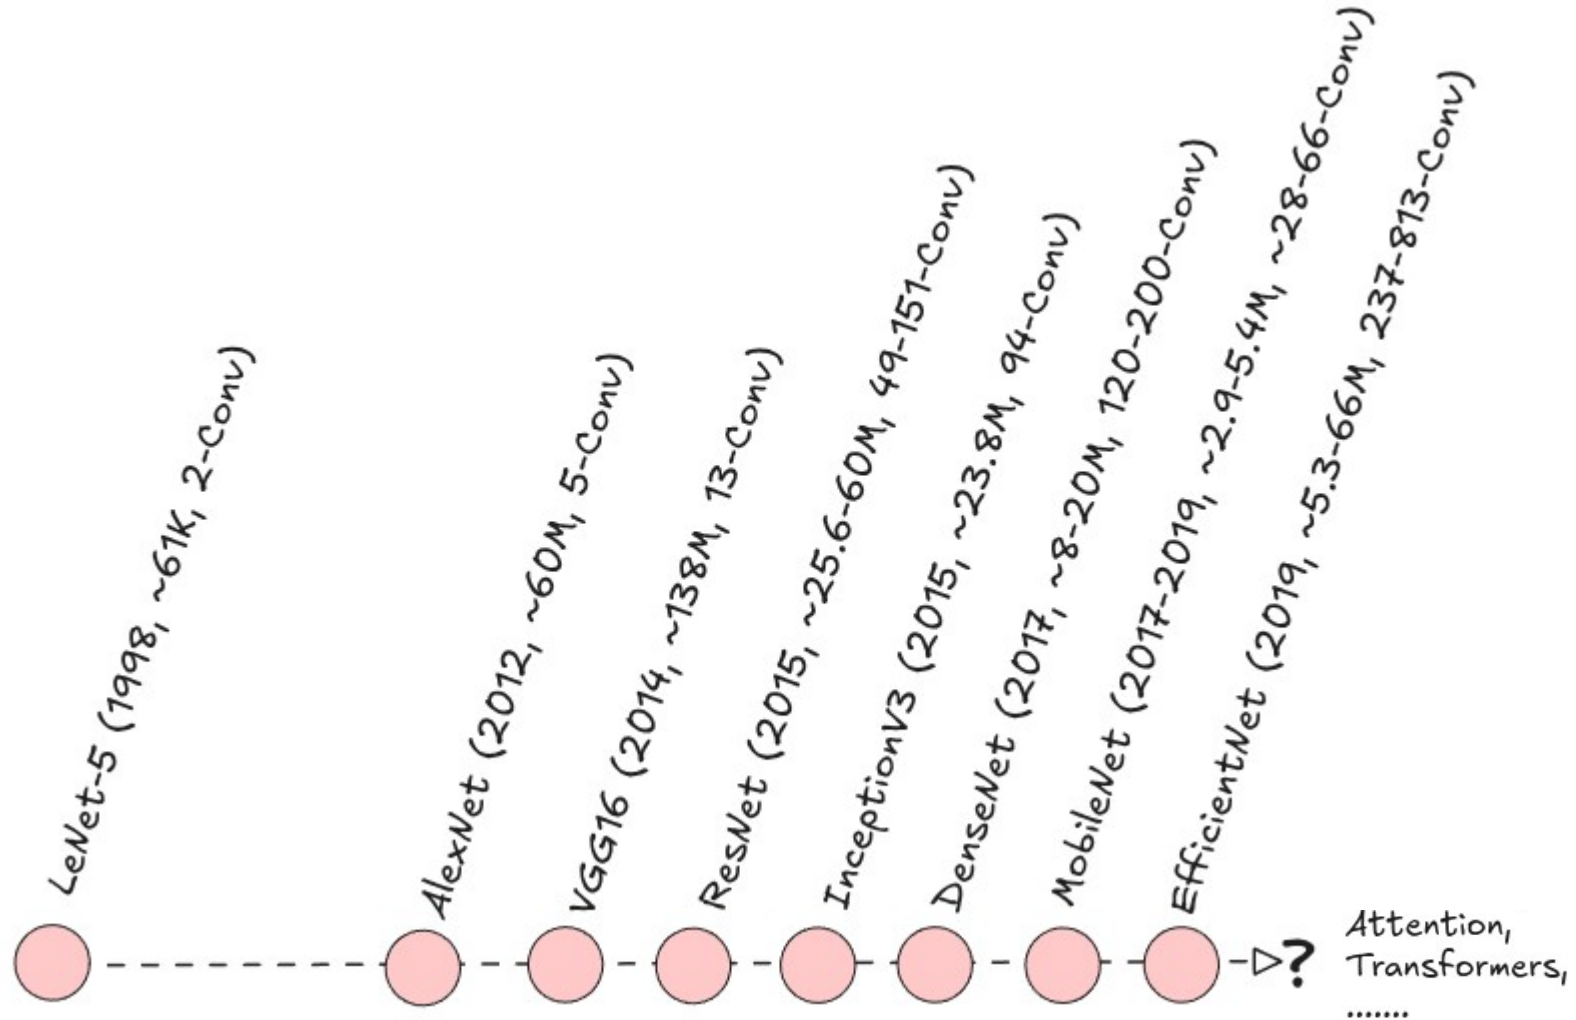 LeNet-5 (1998, ~61K, 2-Conv)
AlexNet (2012, ~60M, 5-Conv)
VGG16 (2014, ~138M, 13-Conv)
ResNet (2015, ~25.6-60M, 49-151-Conv)
InceptionV3 (2015, ~23.8M, 94-Conv)
DenseNet (2017, ~8-20M, 120-200-Conv)
MobileNet (2017-2019, ~2.9-5.4M, ~28-66-Conv)
EfficientNet (2019, ~5.3-66M, 237-813-Conv)
?
Attention,
Transformers,
.......